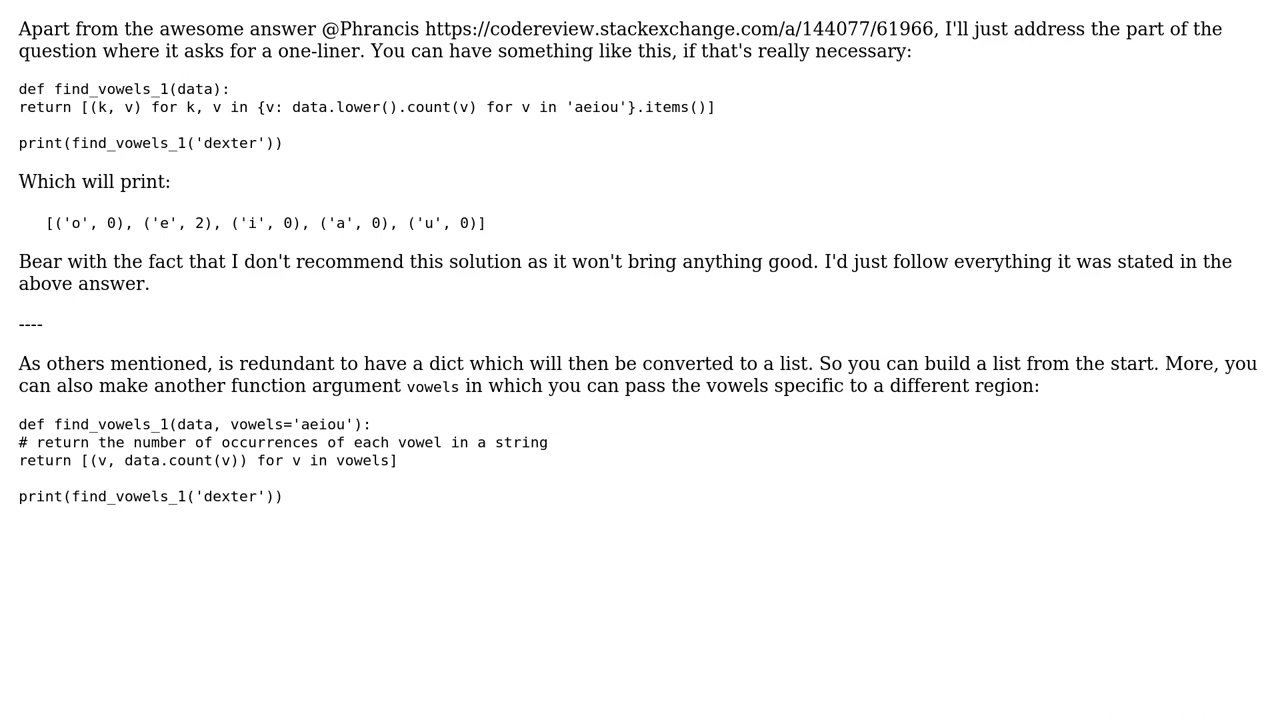 Apart from the awesome answer @Phrancis https://codereview.stackexchange.com/a/144077/61966, I'll just address the part of the
question where it asks for a one-liner. You can have something like this, if that's really necessary:
def find_vowels_1(data):
return [(k, v) for k, v in {v: data.lower().count(v) for v in 'aeiou'}.items()]
print(find_vowels_1('dexter'))
Which will print:
[('o', 0), ('e', 2), ('i', 0), ('a', 0), ('u', 0)]
Bear with the fact that I don't recommend this solution as it won't bring anything good. I'd just follow everything it was stated in the
above answer.
----
As others mentioned, is redundant to have a dict which will then be converted to a list. So you can build a list from the start. More, you
can also make another function argument vowels in which you can pass the vowels specific to a different region:
def find_vowels_1(data, vowels='aeiou'):
# return the number of occurrences of each vowel in a string
return [(v, data.count(v)) for v in vowels]
print(find_vowels_1('dexter'))